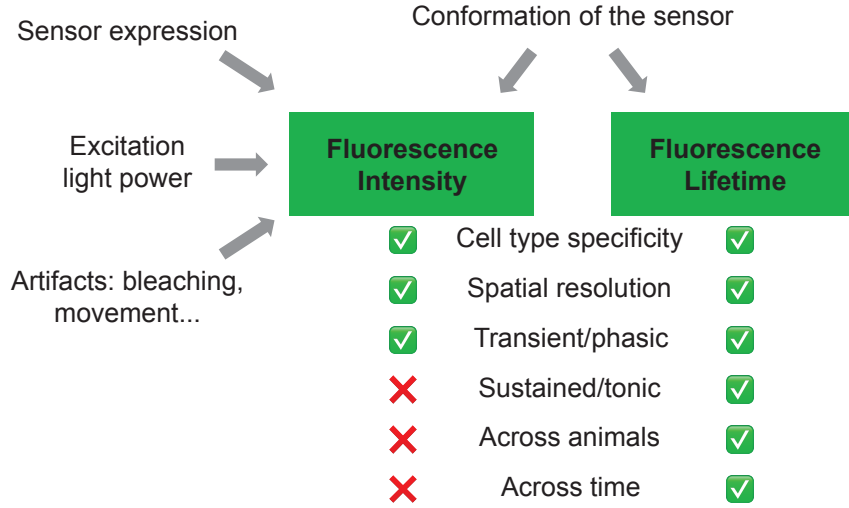 Sensor expression
Conformation of the sensor
Excitation
light power
Artifacts: bleaching,
movement...
Fluorescence
Intensity
Fluorescence
Lifetime
Cell type specificity
Spatial resolution
Transient/phasic
Sustained/tonic
Across animals
Across time